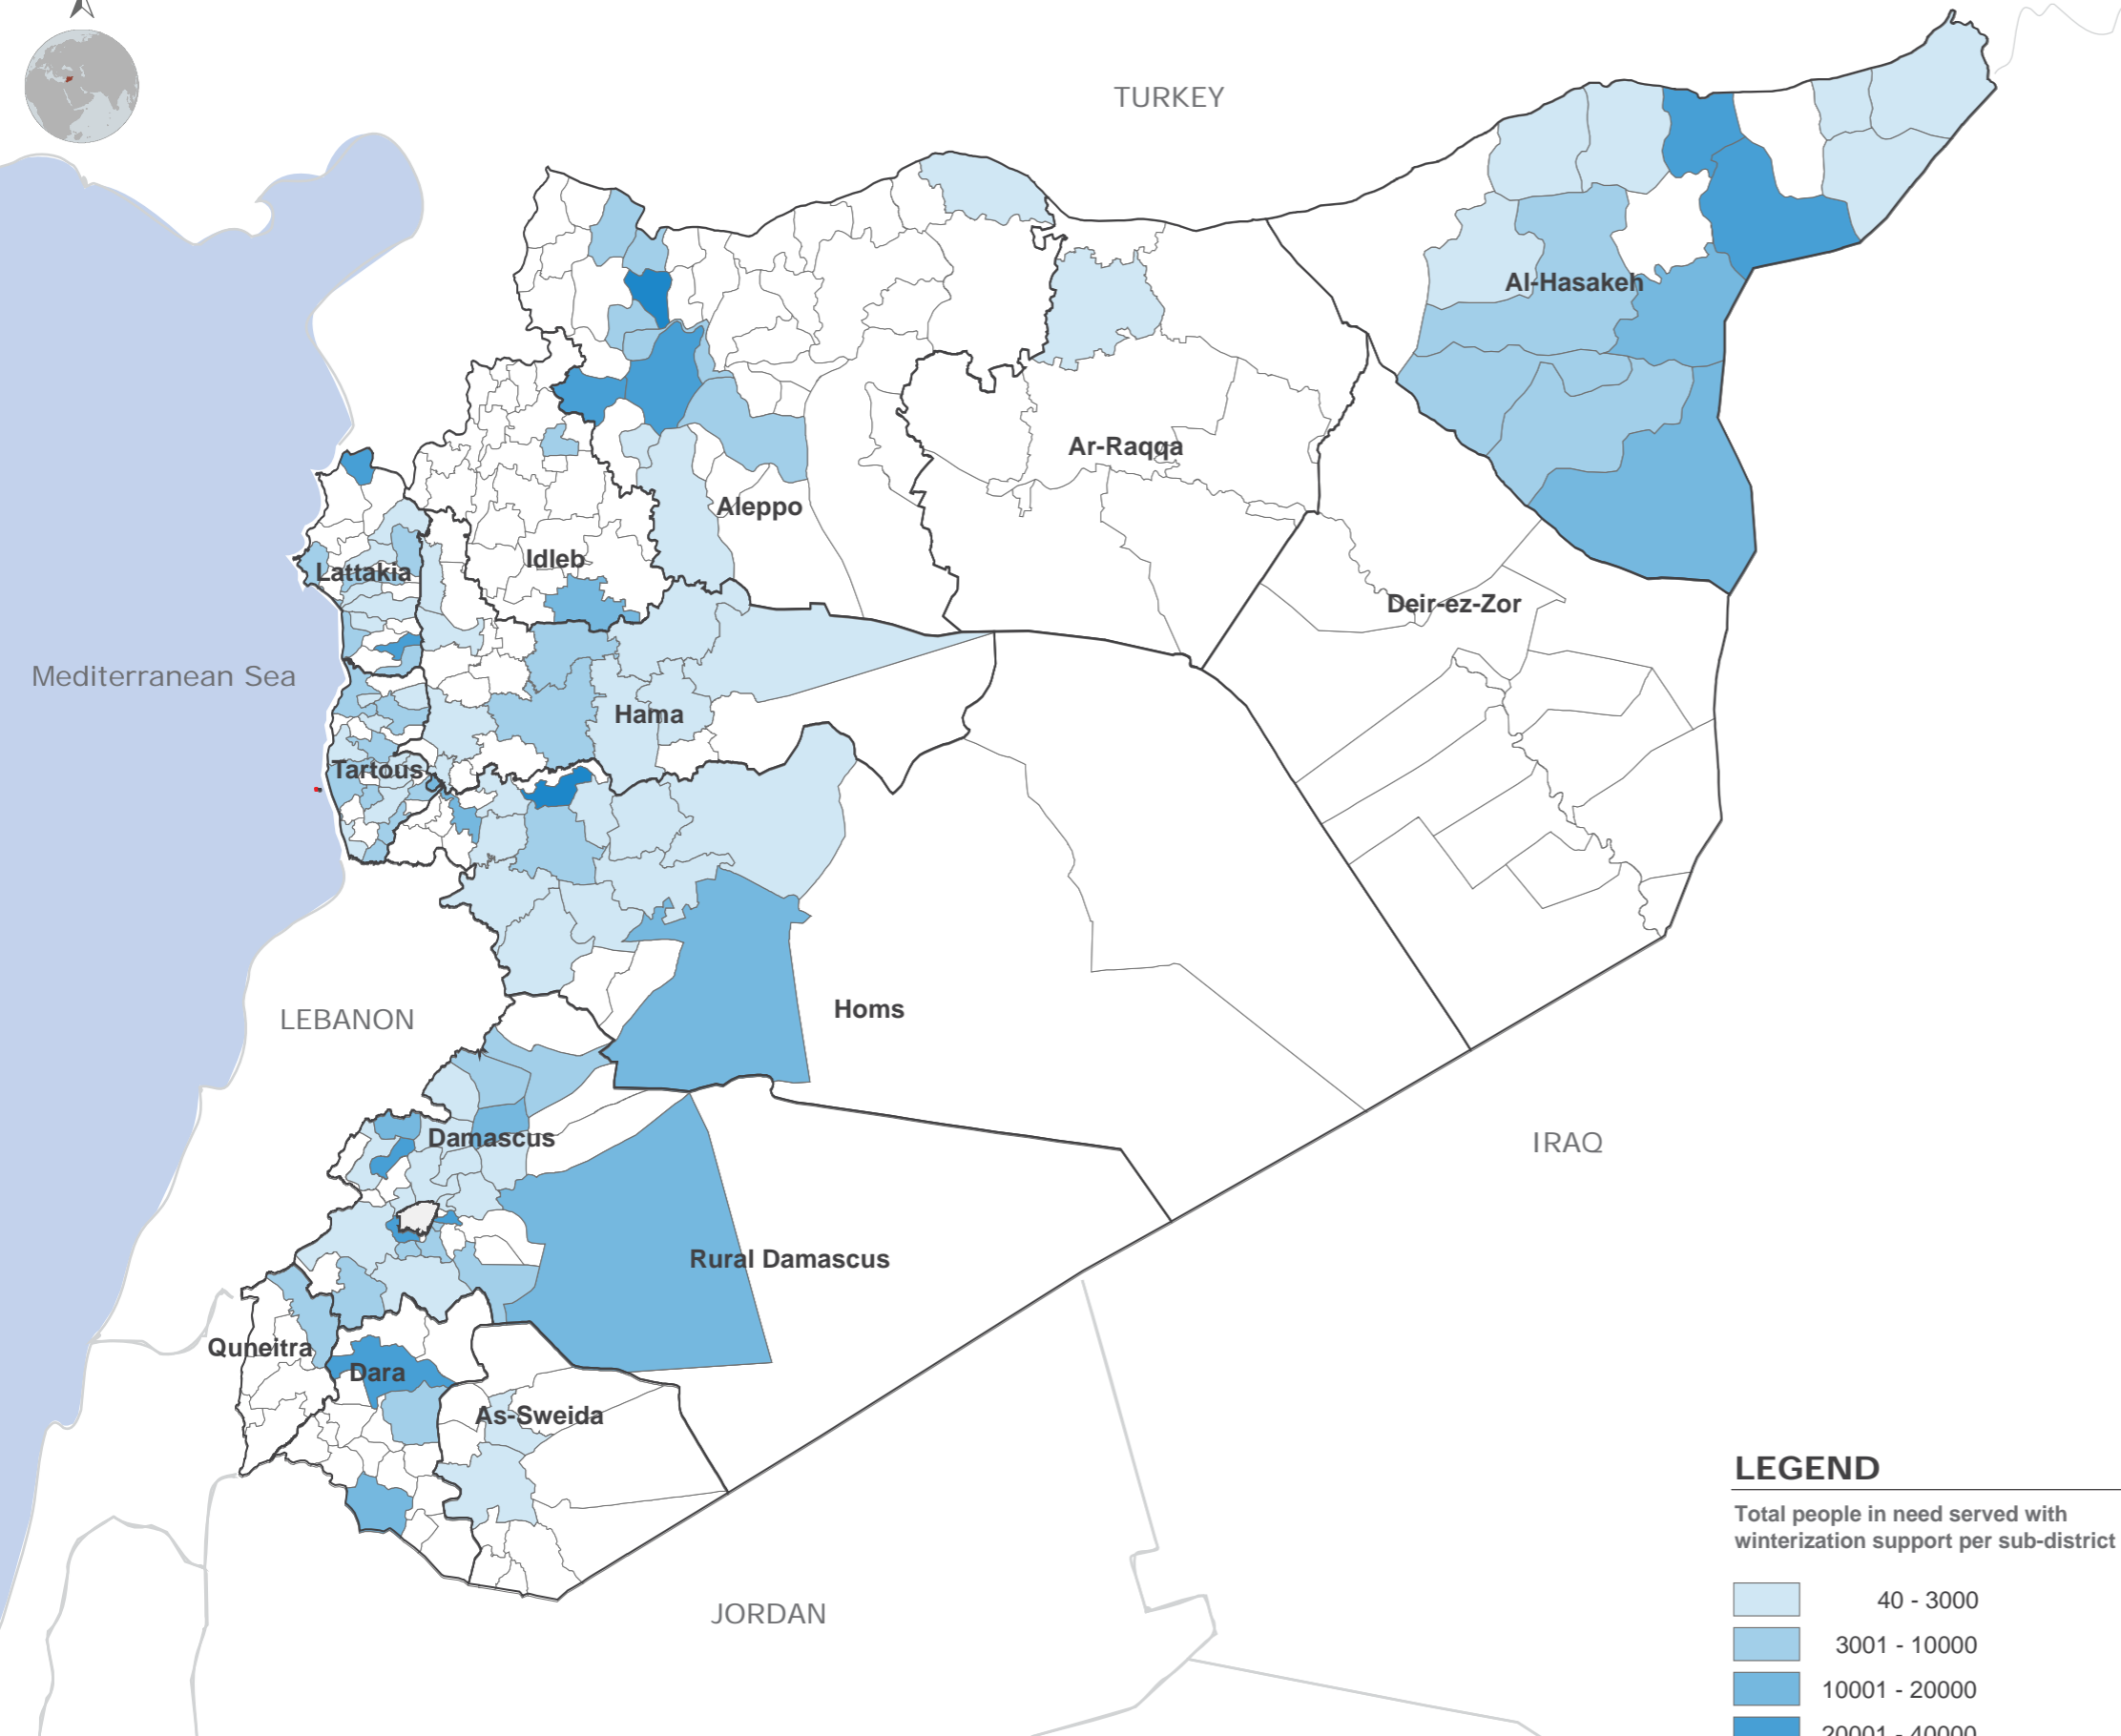 TURKEY
Al-Hasakeh
Ar-Raqqa
Aleppo
Idleb
Lattakia
Deir-ez-Zor
Mediterranean Sea
Hama
Tartous
Homs
LEBANON
Damascus
IRAQ
Rural Damascus
Quneitra
Dara
As-Sweida
JORDAN
LEGEND
Total people in need served with
winterization support per sub-district
40 - 3000
3001 - 10000
10001 - 20000
20001 - 40000